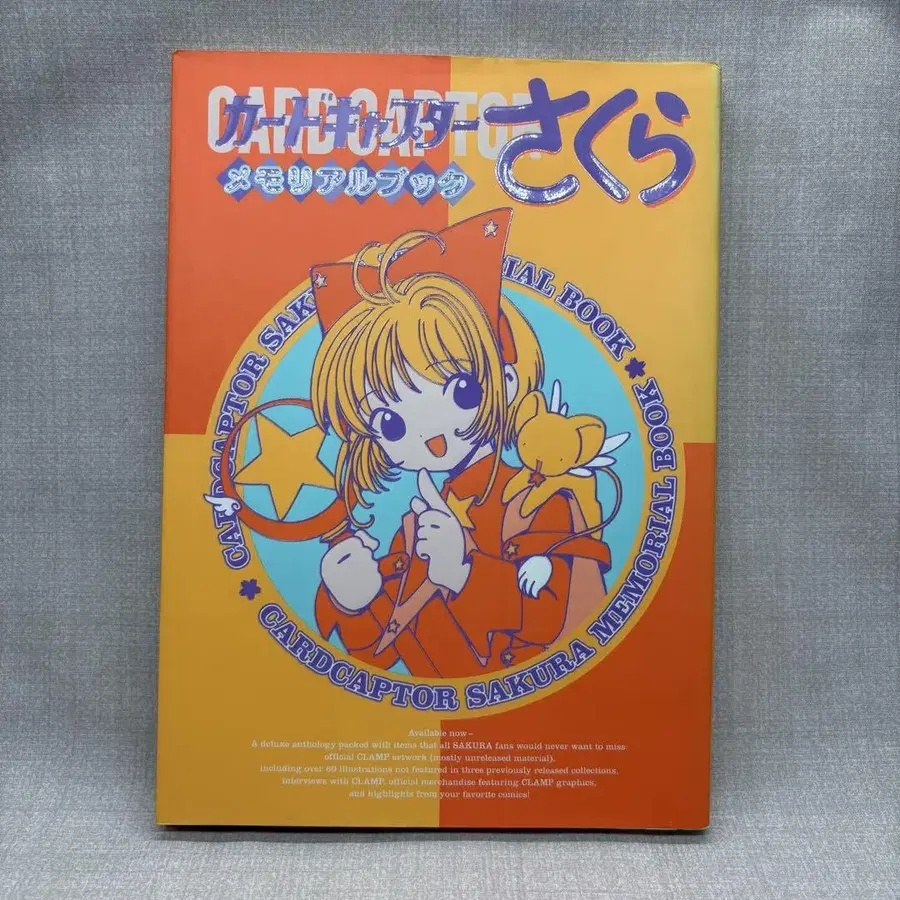 CARDCAPTOR
カードキャプターさくら
メモリアルブック
CARDCAPTOR SAK
IAL BOOK
CARDCAPTOR SAKURA MEMORIAL BOOK
Available now–
A deluxe anthology packed with items that all SAKURA fans would never want to miss
official CLAMP artwork (mostly unreleased material),
including over 80 illustrations not featured in three previously released collections,
interviews with CLAMP, official merchandise featuring CLAMP graphics,
and highlights from your favorite comics!